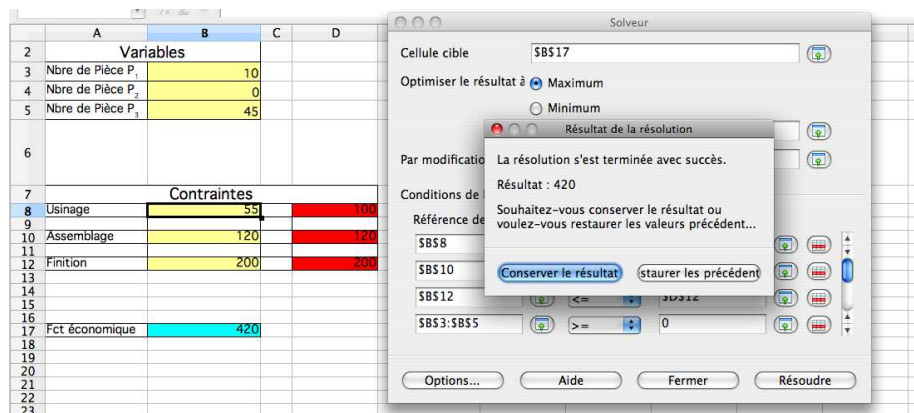 A B C D
2 Variables
3 Nbre de Pièce P1 10
4 Nbre de Pièce P2 0
5 Nbre de Pièce P3 45
6
7 Contraintes
8 Usinage 55 100
9
10 Assemblage 120 120
11
12 Finition 200 200
13
14
15
16
17 Fct économique 420
18
19
20
21
22
23
Solveur
Cellule cible $B$17
Optimiser le résultat à Maximum
Minimum
Par modificatio
Conditions de
Référence de
$B$8
$B$10
$B$12 <= $D$12
$B$3:$B$5 >= 0
Options... Aide Fermer Résoudre
Résultat de la résolution
La résolution s'est terminée avec succès.
Résultat : 420
Souhaitez-vous conserver le résultat ou
voulez-vous restaurer les valeurs précédent...
Conserver le résultat staurer les précédent